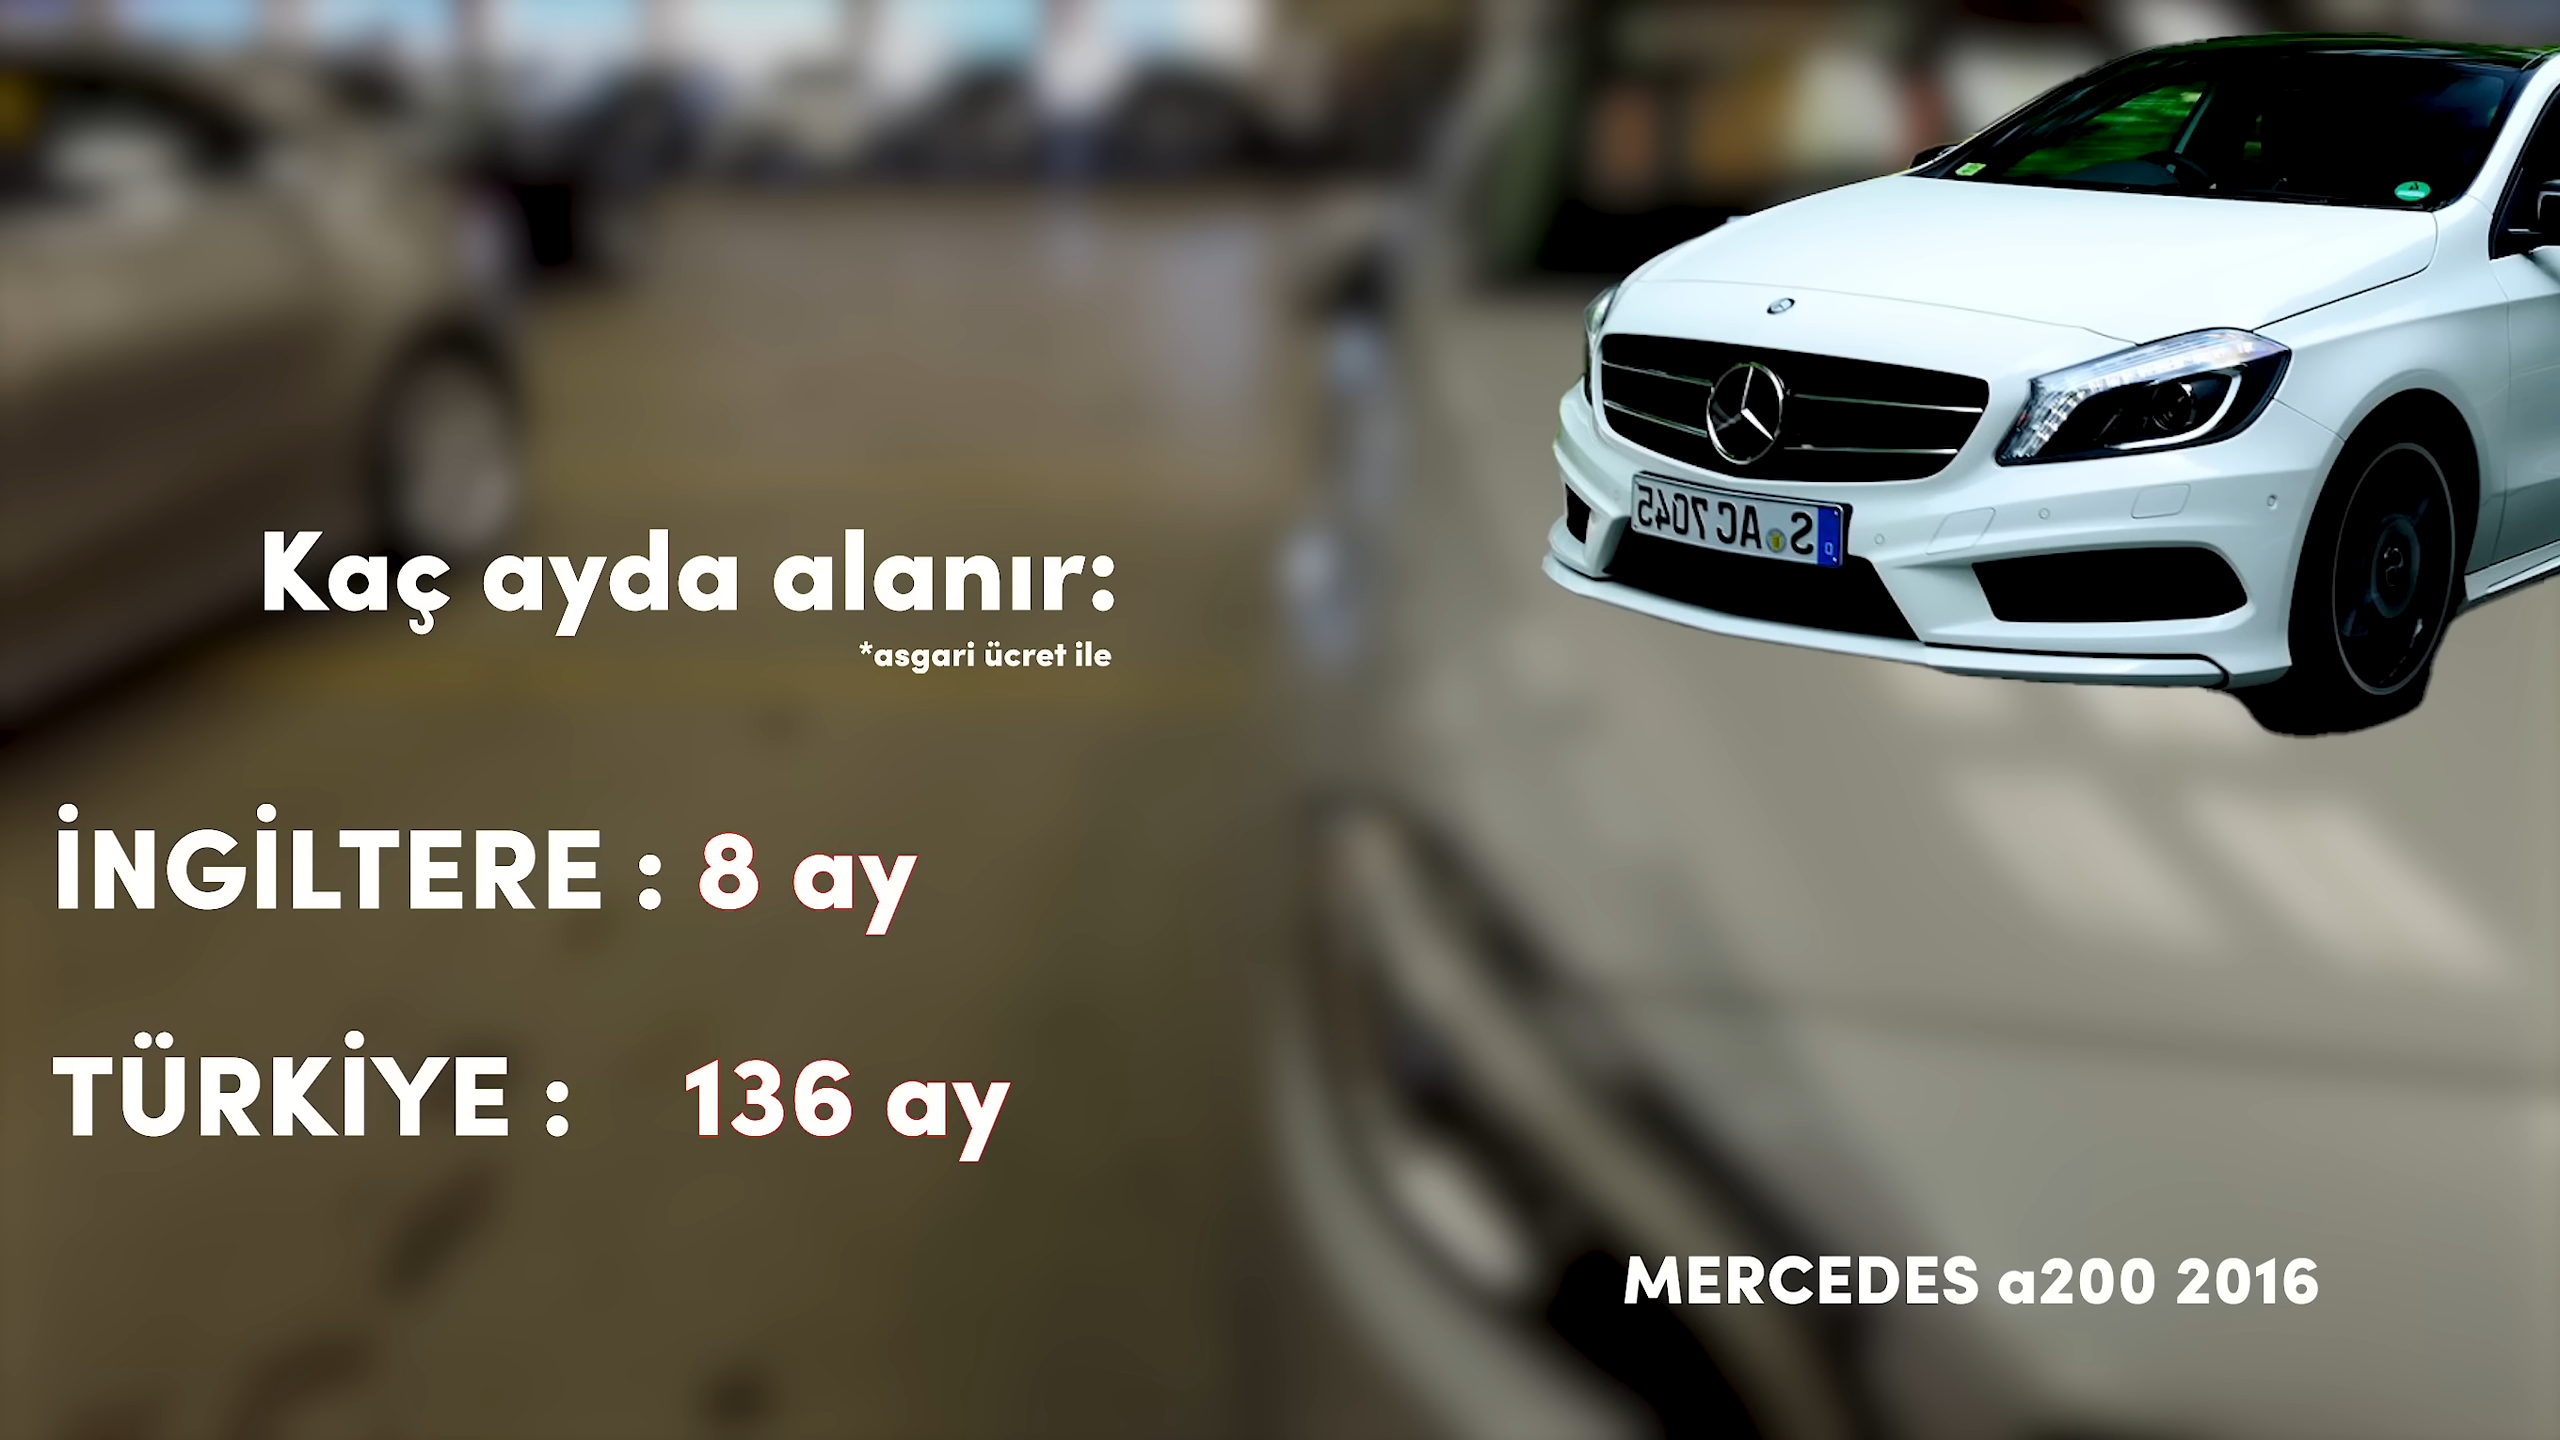 Kaç ayda alanır:
*asgari ücret ile
İNGİLTERE : 8 ay
TÜRKİYE : 136 ay
S AC 7045
D
MERCEDES a200 2016